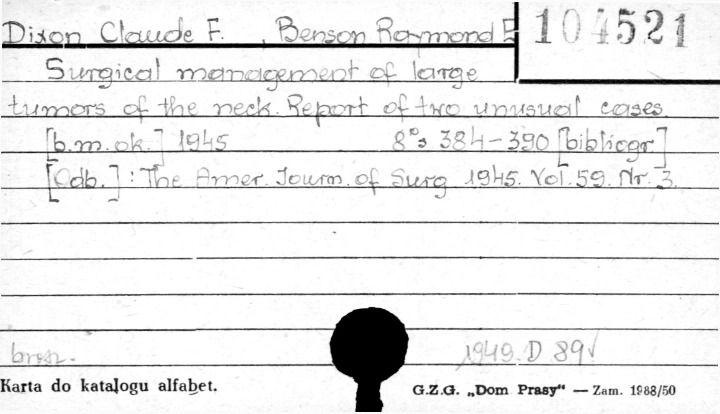 Dixon Claude F. , Benson Raymond E
104521
Surgical management of large
tumors of the neck. Report of two unusual cases.
[b.m.ok.] 1945 8°s 384-390 [bibliogr]
[Odb.]: The Amer. Journ. of Surg 1945. Vol. 59. Nr. 3.
brosz. 1949. D 89
Karta do katalogu alfabet. G.Z.G. „Dom Prasy" — Zam. 1988/50